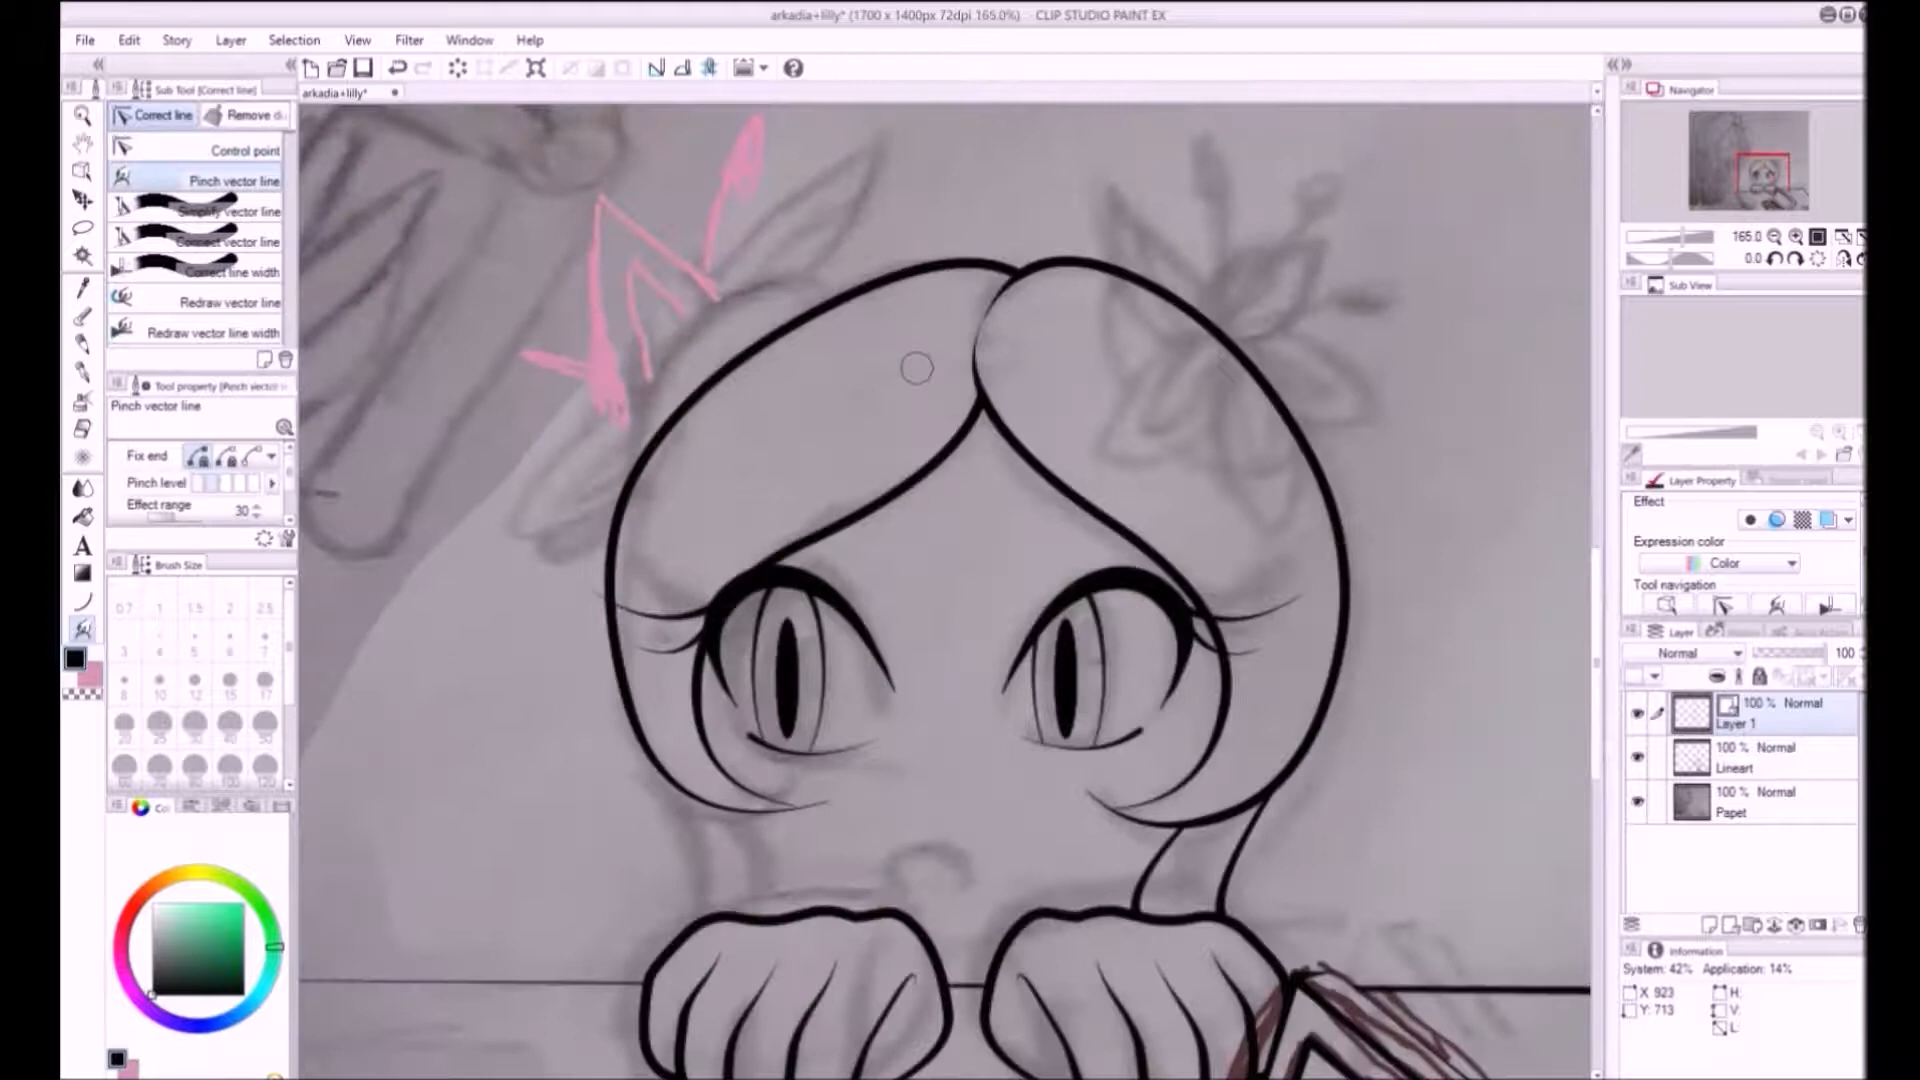 arkadia+lilly* (1700 x 1400px 72dpi 165.0%) - CLIP STUDIO PAINT EX
File Edit Story Layer Selection View Filter Window Help
Sub Tool [Correct line]
arkadia+lilly*
Navigator
Correct line
Control point
Pinch vector line
Simplify vector line
Connect vector line
Correct line width
Redraw vector line
Redraw vector line width
165.0
0.0
Sub View
Tool property [Pinch vector
Pinch vector line
Fix end
Pinch level
Effect range
30
Layer Property
Effect
Expression color
Color
Tool navigation
Brush Size
0.7 1 1.5 2 2.5
3 4 5 6 7
8 10 12 15 17
20 25 30 40 50
60 70 80 100 120
Layer
Normal 100
100 % Normal
Layer 1
100 % Normal
Lineart
100 % Normal
Papet
Information
System: 42% Application: 14%
X 923 H:
Y: 713 V:
L: